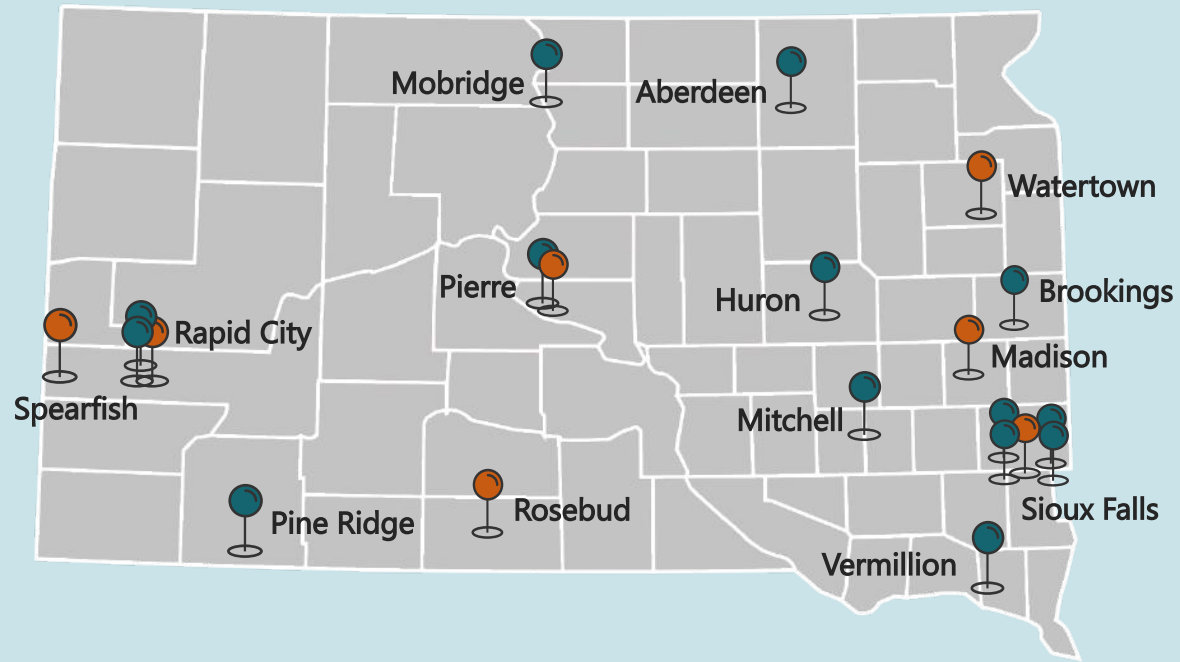 Mobridge
Aberdeen
Watertown
Pierre
Huron
Brookings
Rapid City
Madison
Spearfish
Mitchell
Pine Ridge
Rosebud
Sioux Falls
Vermillion